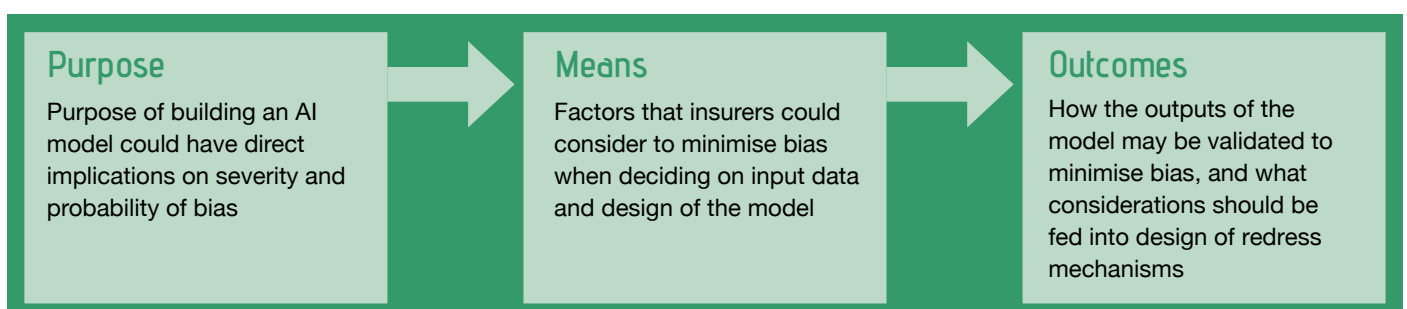 Purpose
Purpose of building an AI
model could have direct
implications on severity and
probability of bias
Means
Factors that insurers could
consider to minimise bias
when deciding on input data
and design of the model
Outcomes
How the outputs of the
model may be validated to
minimise bias, and what
considerations should be
fed into design of redress
mechanisms